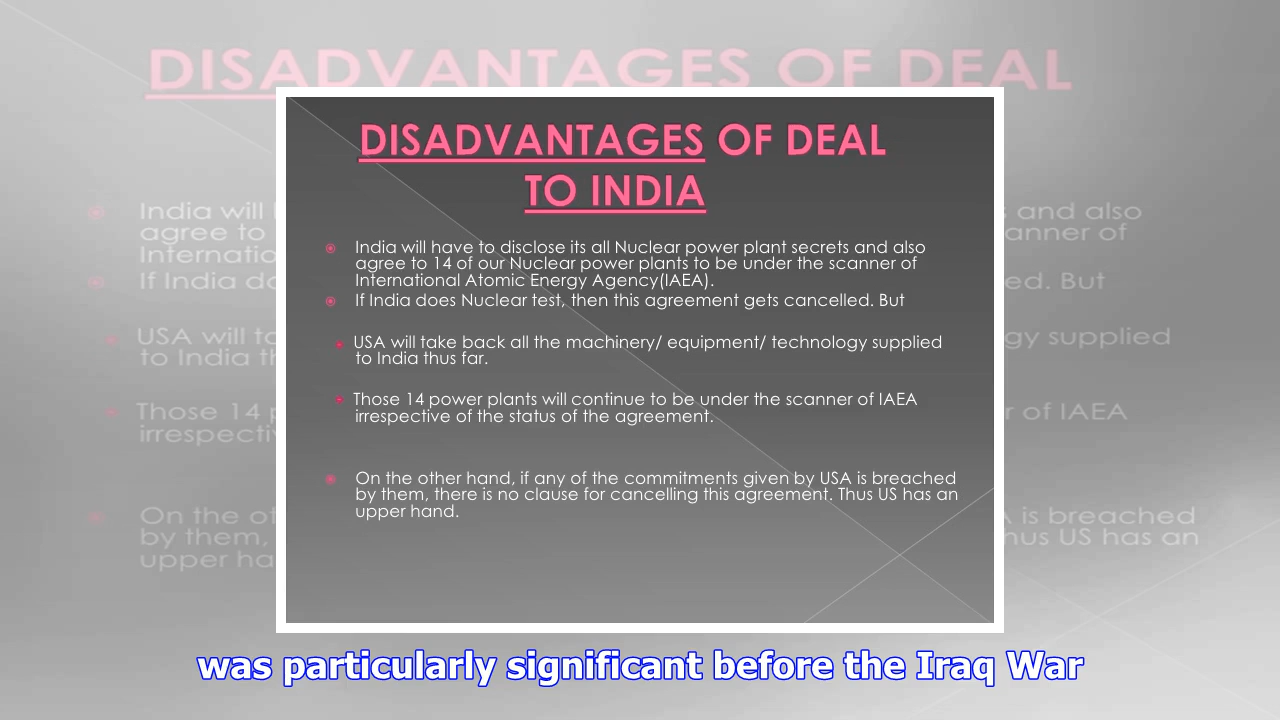 DISADVANTAGES OF DEAL
DISADVANTAGES OF DEAL
TO INDIA
India will have to disclose its all Nuclear power plant secrets and also
agree to 14 of our Nuclear power plants to be under the scanner of
International Atomic Energy Agency(IAEA).
If India does Nuclear test, then this agreement gets cancelled. But
USA will take back all the machinery/ equipment/ technology supplied
to India thus far.
Those 14 power plants will continue to be under the scanner of IAEA
irrespective of the status of the agreement.
On the other hand, if any of the commitments given by USA is breached
by them, there is no clause for cancelling this agreement. Thus US has an
upper hand.
was particularly significant before the Iraq War